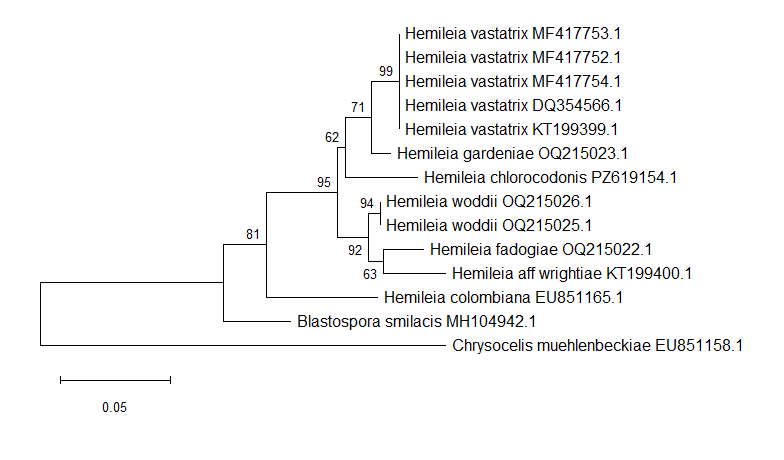 Hemileia vastatrix MF417753.1
Hemileia vastatrix MF417752.1
99
Hemileia vastatrix MF417754.1
71
Hemileia vastatrix DQ354566.1
Hemileia vastatrix KT199399.1
62
Hemileia gardeniae OQ215023.1
Hemileia chlorocodonis PZ619154.1
95
94
Hemileia woddii OQ215026.1
Hemileia woddii OQ215025.1
81
92
Hemileia fadogiae OQ215022.1
63
Hemileia aff wrightiae KT199400.1
Hemileia colombiana EU851165.1
Blastospora smilacis MH104942.1
Chrysocelis muehlenbeckiae EU851158.1
0.05